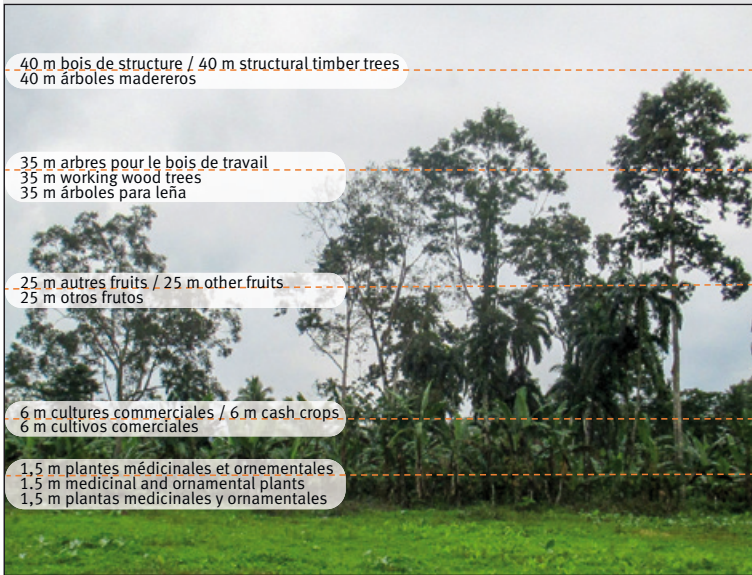 40 m bois de structure / 40 m structural timber trees
40 m árboles madereros
35 m arbres pour le bois de travail
35 m working wood trees
35 m árboles para leña
25 m autres fruits / 25 m other fruits
25 m otros frutos
6 m cultures commerciales / 6 m cash crops
6 m cultivos comerciales
1,5 m plantes médicinales et ornementales
1.5 m medicinal and ornamental plants
1,5 m plantas medicinales y ornamentales